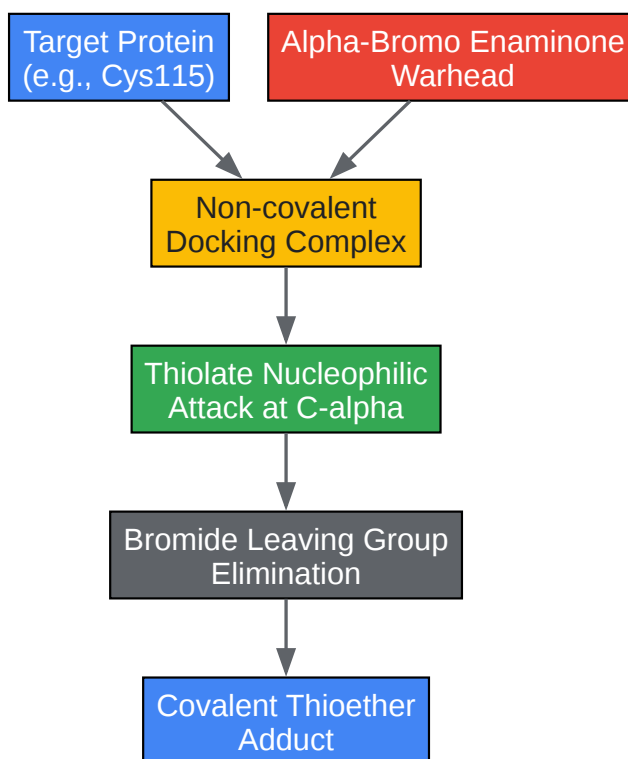 Target Protein
(e.g., Cys115)
Alpha-Bromo Enaminone
Warhead
Non-covalent
Docking Complex
Thiolate Nucleophilic
Attack at C-alpha
Bromide Leaving Group
Elimination
Covalent Thioether
Adduct